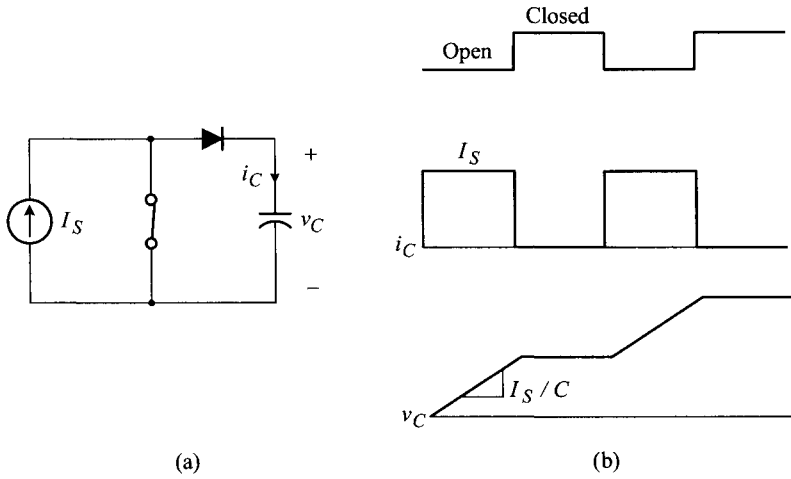 Closed
Open
I_S
i_C
+
i_C
I_S
v_C
−
I_S / C
v_C
(a)
(b)